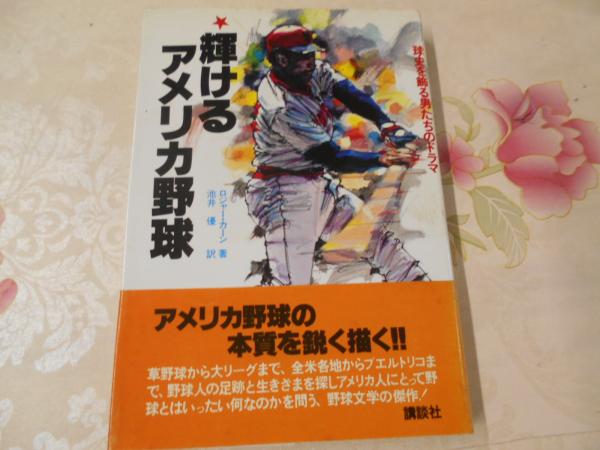 輝ける
アメリカ野球
球史を飾る男たちのドラマ
ロジャー・カーン 著
池井 優 訳
アメリカ野球の
本質を鋭く描く!!
草野球から大リーグまで、全米各地からプエルトリコま
で、野球人の足跡と生きざまを探しアメリカ人にとって野
球とはいったい何なのかを問う、野球文学の傑作!
講談社